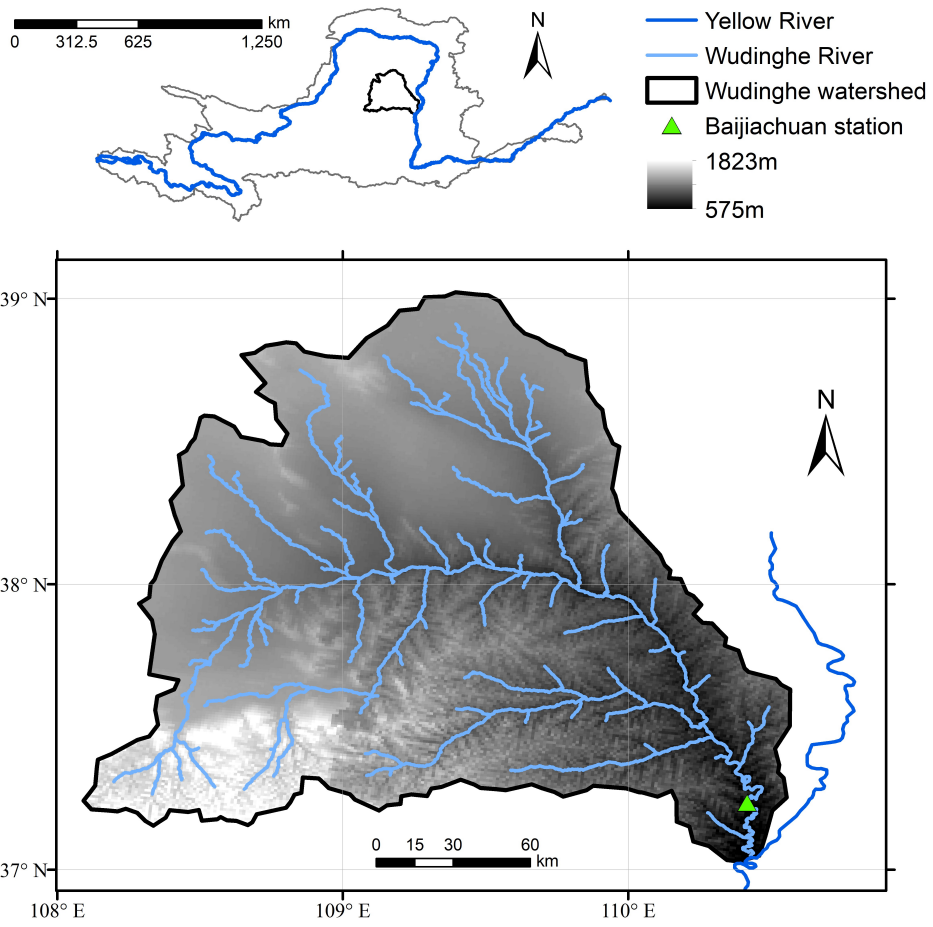 km
0 312.5 625 1,250
N
Yellow River
Wudinghe River
Wudinghe watershed
Baijiachuan station
1823m
575m
39° N
N
38° N
0 15 30 60
km
37° N
108° E 109° E 110° E